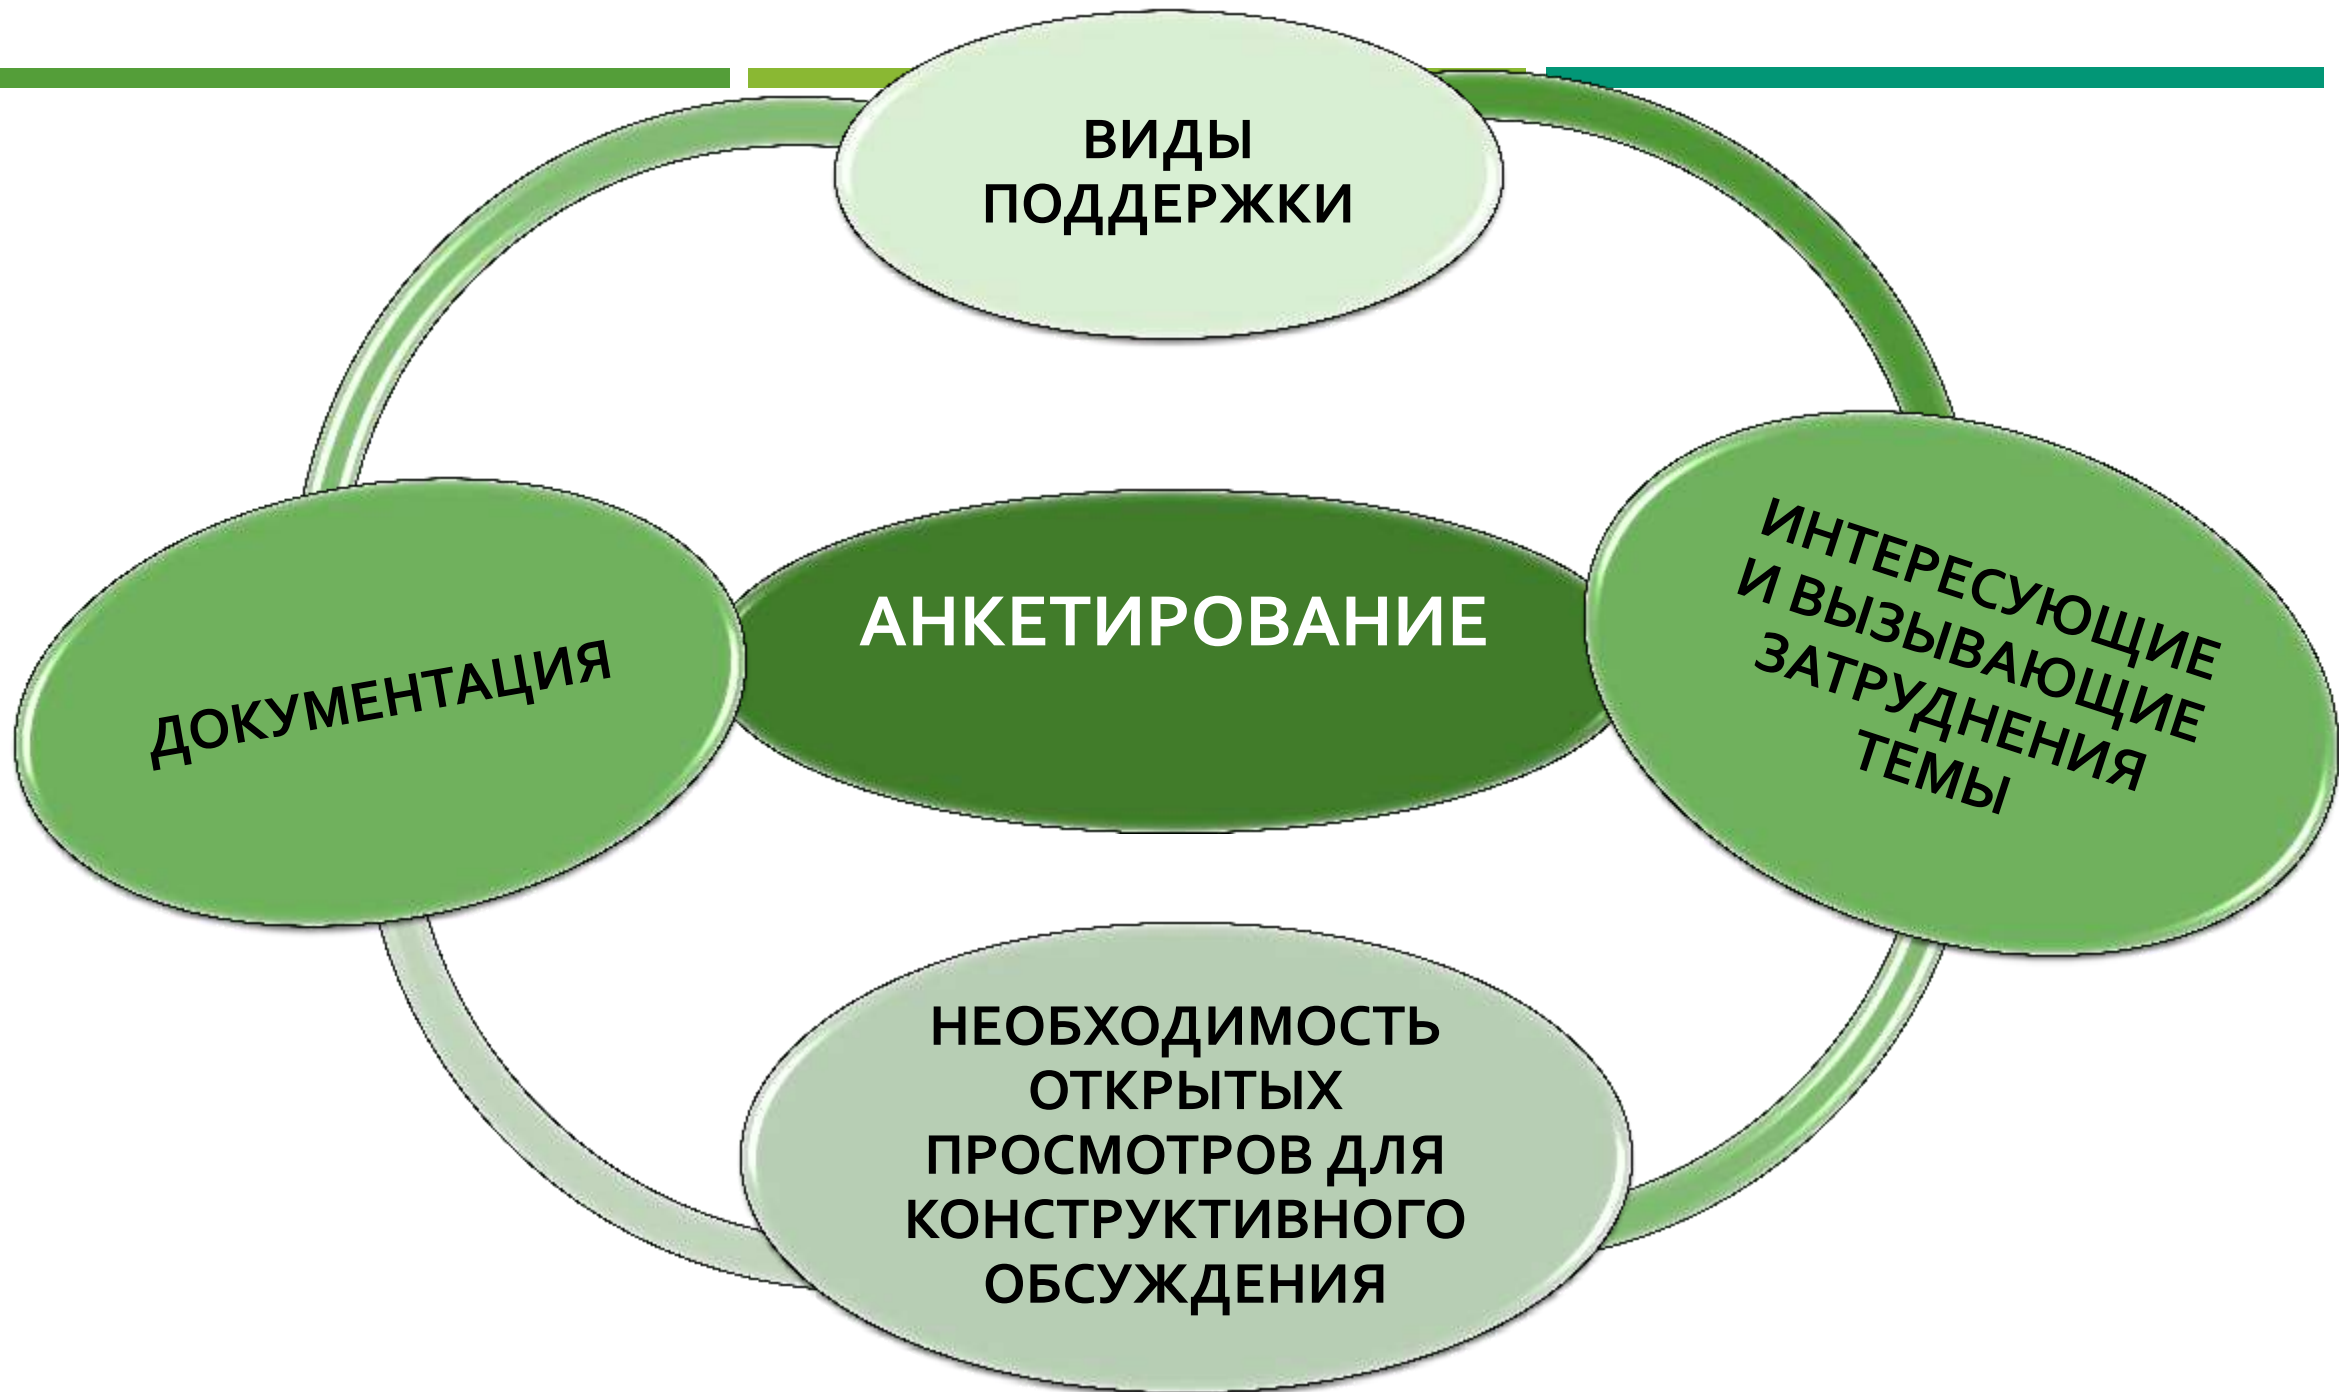 ВИДЫ
ПОДДЕРЖКИ
ИНТЕРЕСУЮЩИЕ
И ВЫЗЫВАЮЩИЕ
ЗАТРУДНЕНИЯ
ТЕМЫ
АНКЕТИРОВАНИЕ
ДОКУМЕНТАЦИЯ
НЕОБХОДИМОСТЬ
ОТКРЫТЫХ
ПРОСМОТРОВ ДЛЯ
КОНСТРУКТИВНОГО
ОБСУЖДЕНИЯ